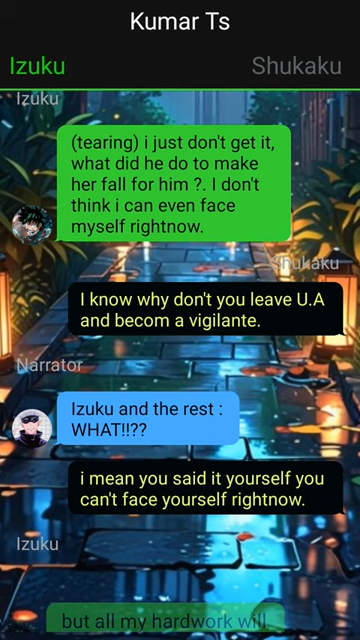 Kumar Ts
Izuku
Shukaku
Izuku
(tearing) i just don't get it,
what did he do to make
her fall for him ?. I don't
think i can even face
myself rightnow.
Shukaku
I know why don't you leave U.A
and becom a vigilante.
Narrator
Izuku and the rest :
WHAT!!??
i mean you said it yourself you
can't face yourself rightnow.
Izuku
but all my hardwork will